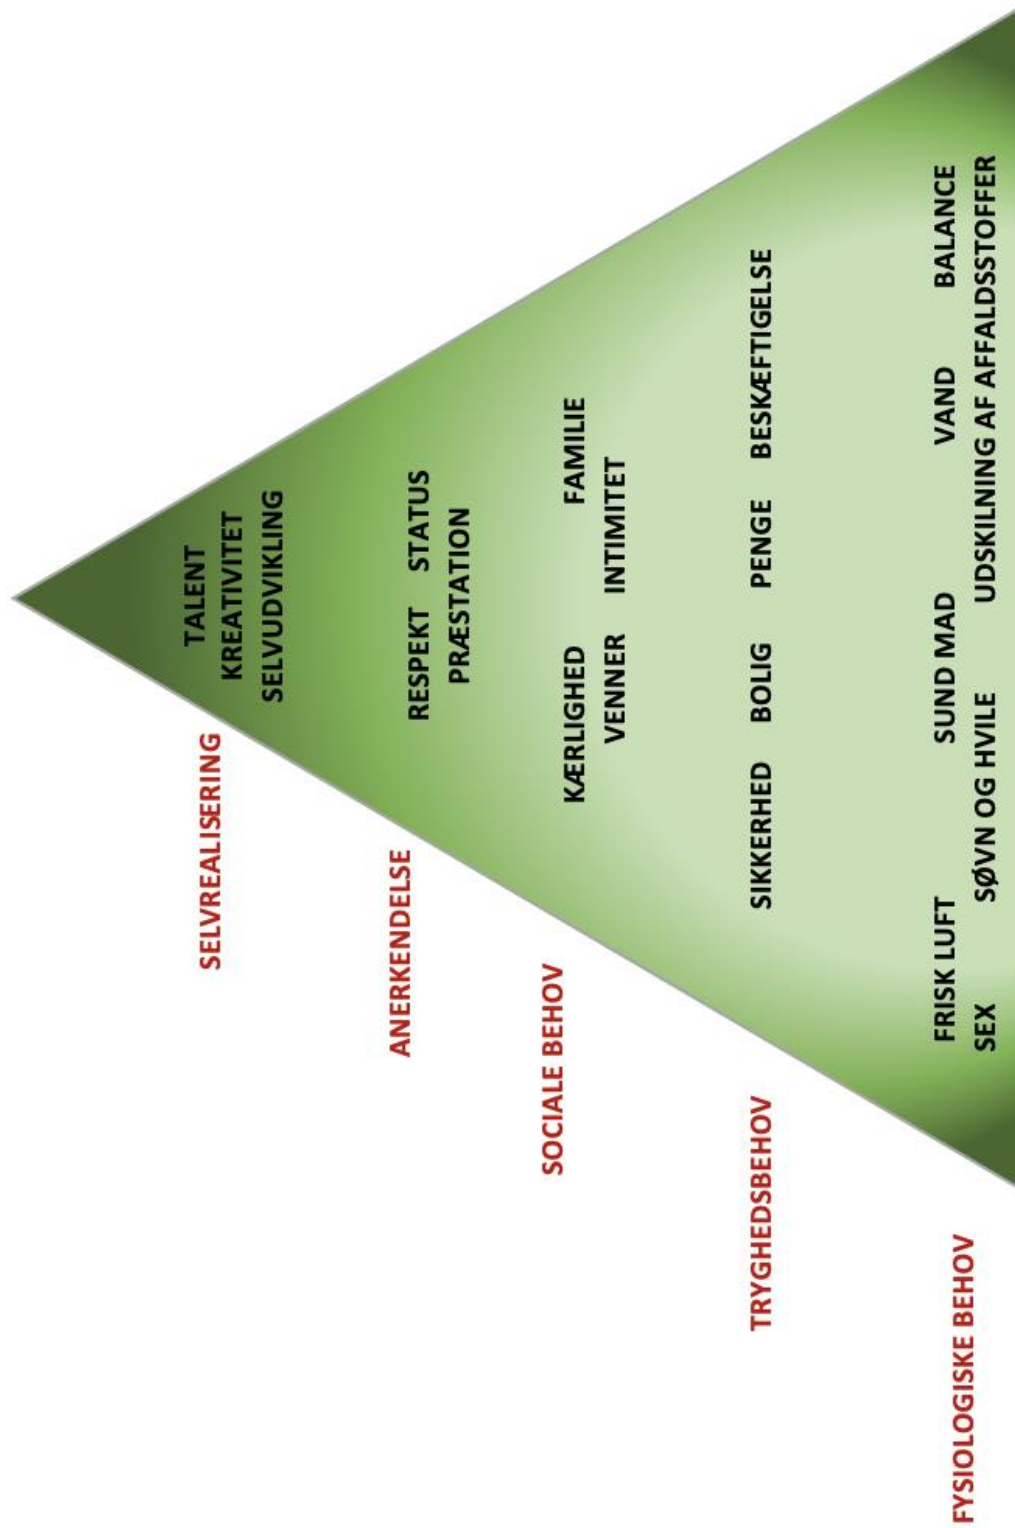 SELVREALISERING
TALENT
KREATIVITET
SELVUDVIKLING
ANERKENDELSE
RESPEKT STATUS
PRÆSTATION
SOCIALE BEHOV
KÆRLIGHED FAMILIE
VENNER INTIMITET
TRYGHEDSBEHOV
SIKKERHED BOLIG PENGE BESKÆFTIGELSE
FYSIOLOGISKE BEHOV
FRISK LUFT SUND MAD VAND BALANCE
SEX SØVN OG HVILE UDSKILNING AF AFFALDSSTOFFER